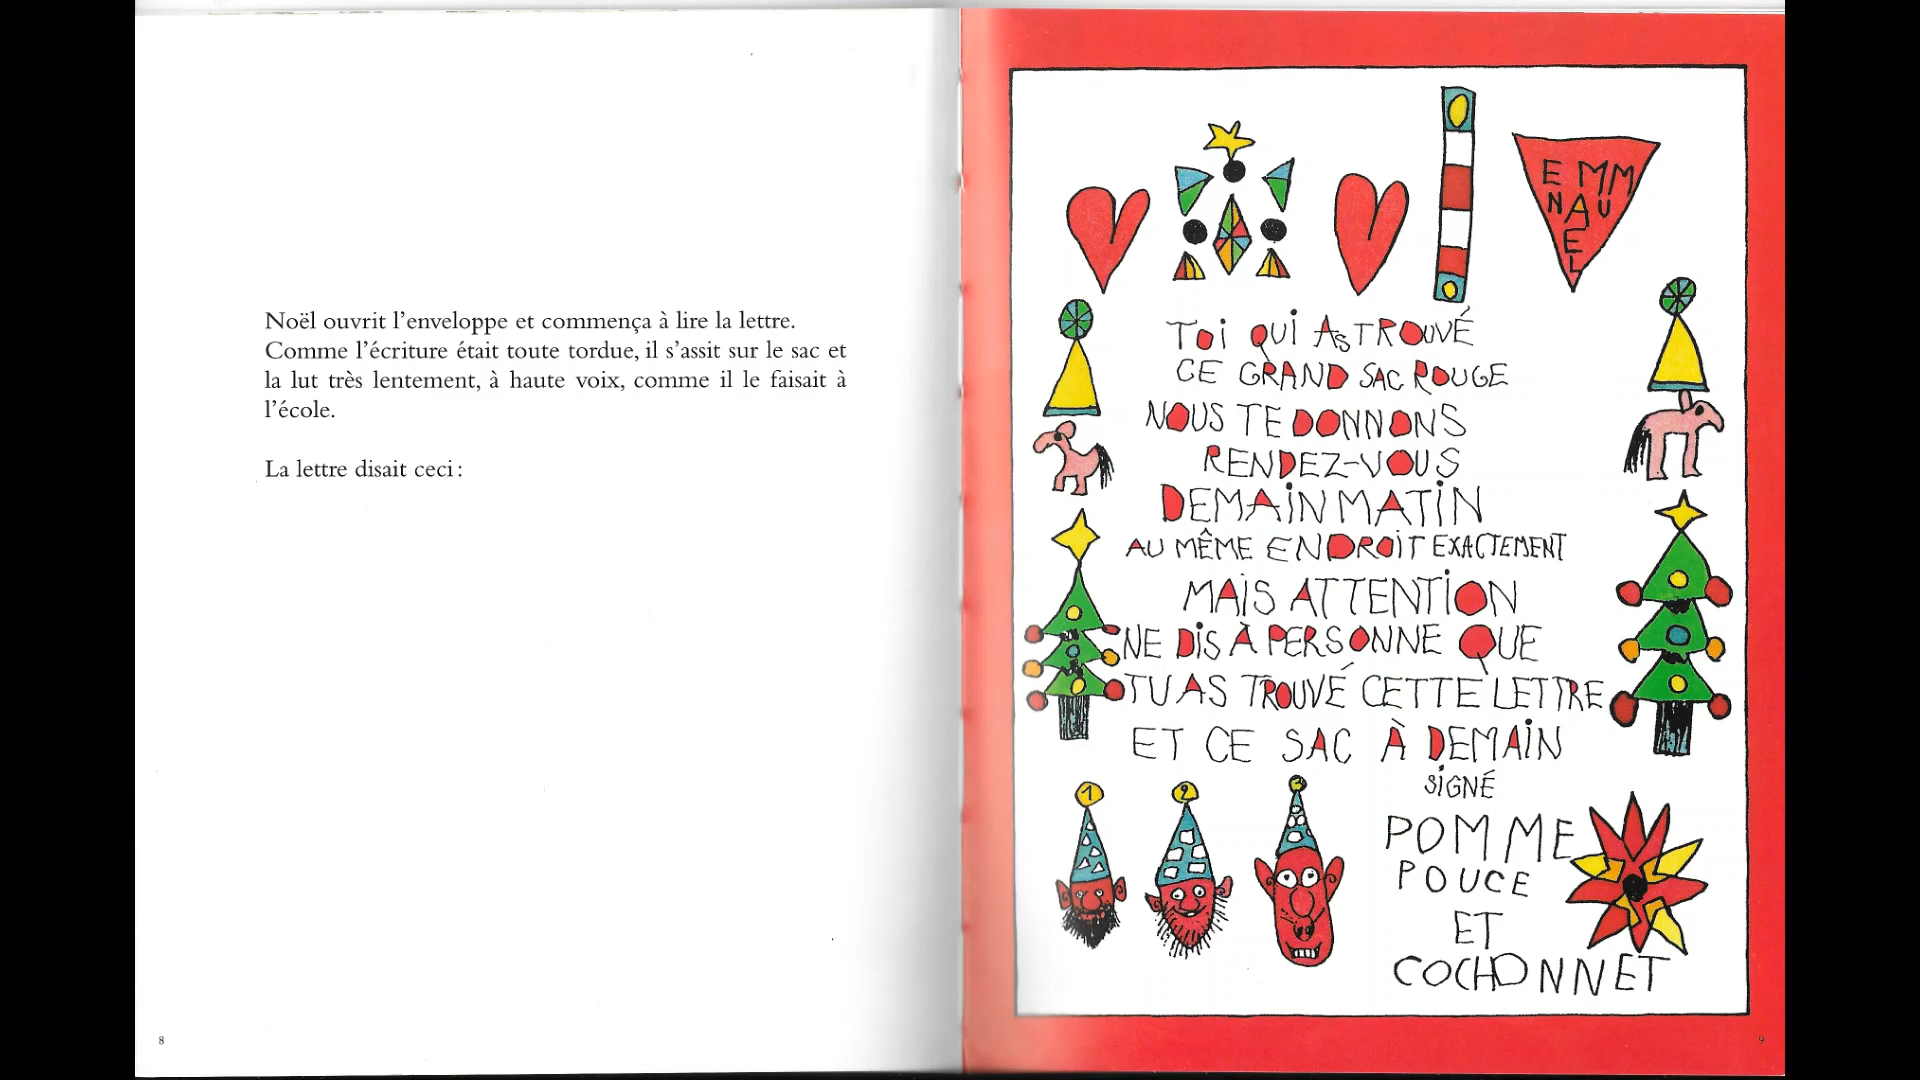 Noël ouvrit l'enveloppe et commença à lire la lettre.
Comme l'écriture était toute tordue, il s'assit sur le sac et
la lut très lentement, à haute voix, comme il le faisait à
l'école.
La lettre disait ceci :
8
E MM
N A U
E
L
TOi QUi AS TROUVÉ
CE GRAND SAC ROUGE
NOUS TE DONNONS
RENDEZ-VOUS
DEMAiN MATiN
AU MÊME ENDROiT EXACTEMENT
MAiS ATTENTiON
NE DiS À PERSONNE QUE
TU AS TROUVÉ CETTE LETTRE
ET CE SAC À DEMAiN
SiGNÉ
POMME
POUCE
ET
COCHONNET
1
2
3
9